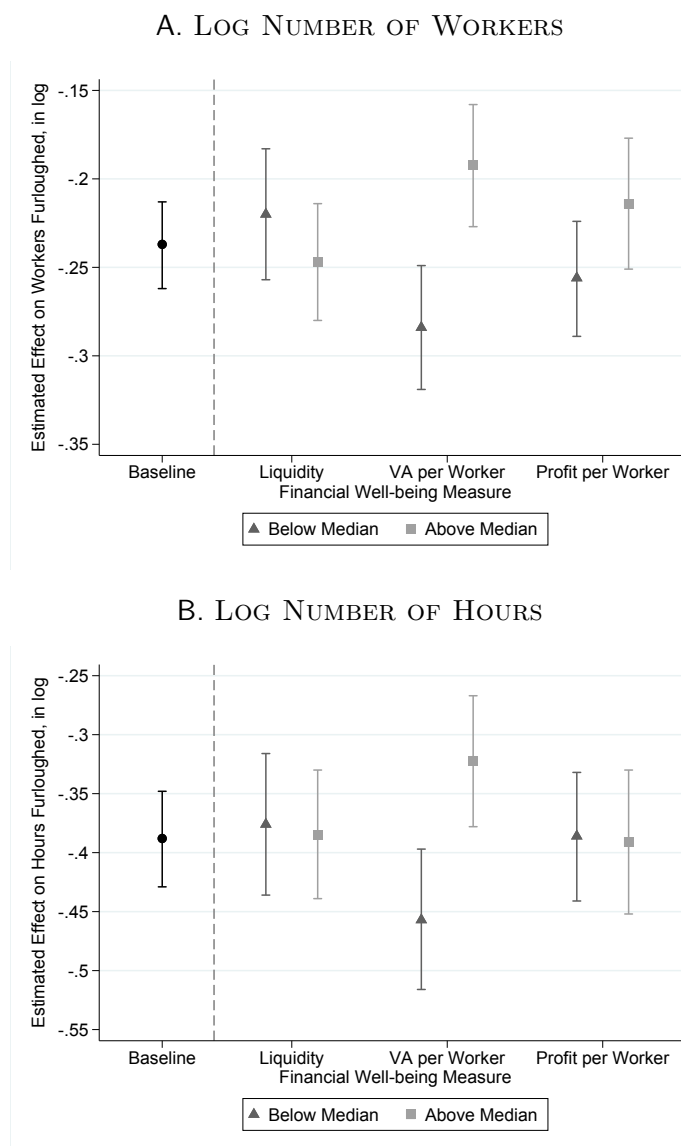 A. Log Number of Workers
Estimated Effect on Workers Furloughed, in log
-.15
-.2
-.25
-.3
-.35
Baseline Liquidity VA per Worker Profit per Worker
Financial Well-being Measure
Below Median Above Median
B. Log Number of Hours
Estimated Effect on Hours Furloughed, in log
-.25
-.3
-.35
-.4
-.45
-.5
-.55
Baseline Liquidity VA per Worker Profit per Worker
Financial Well-being Measure
Below Median Above Median